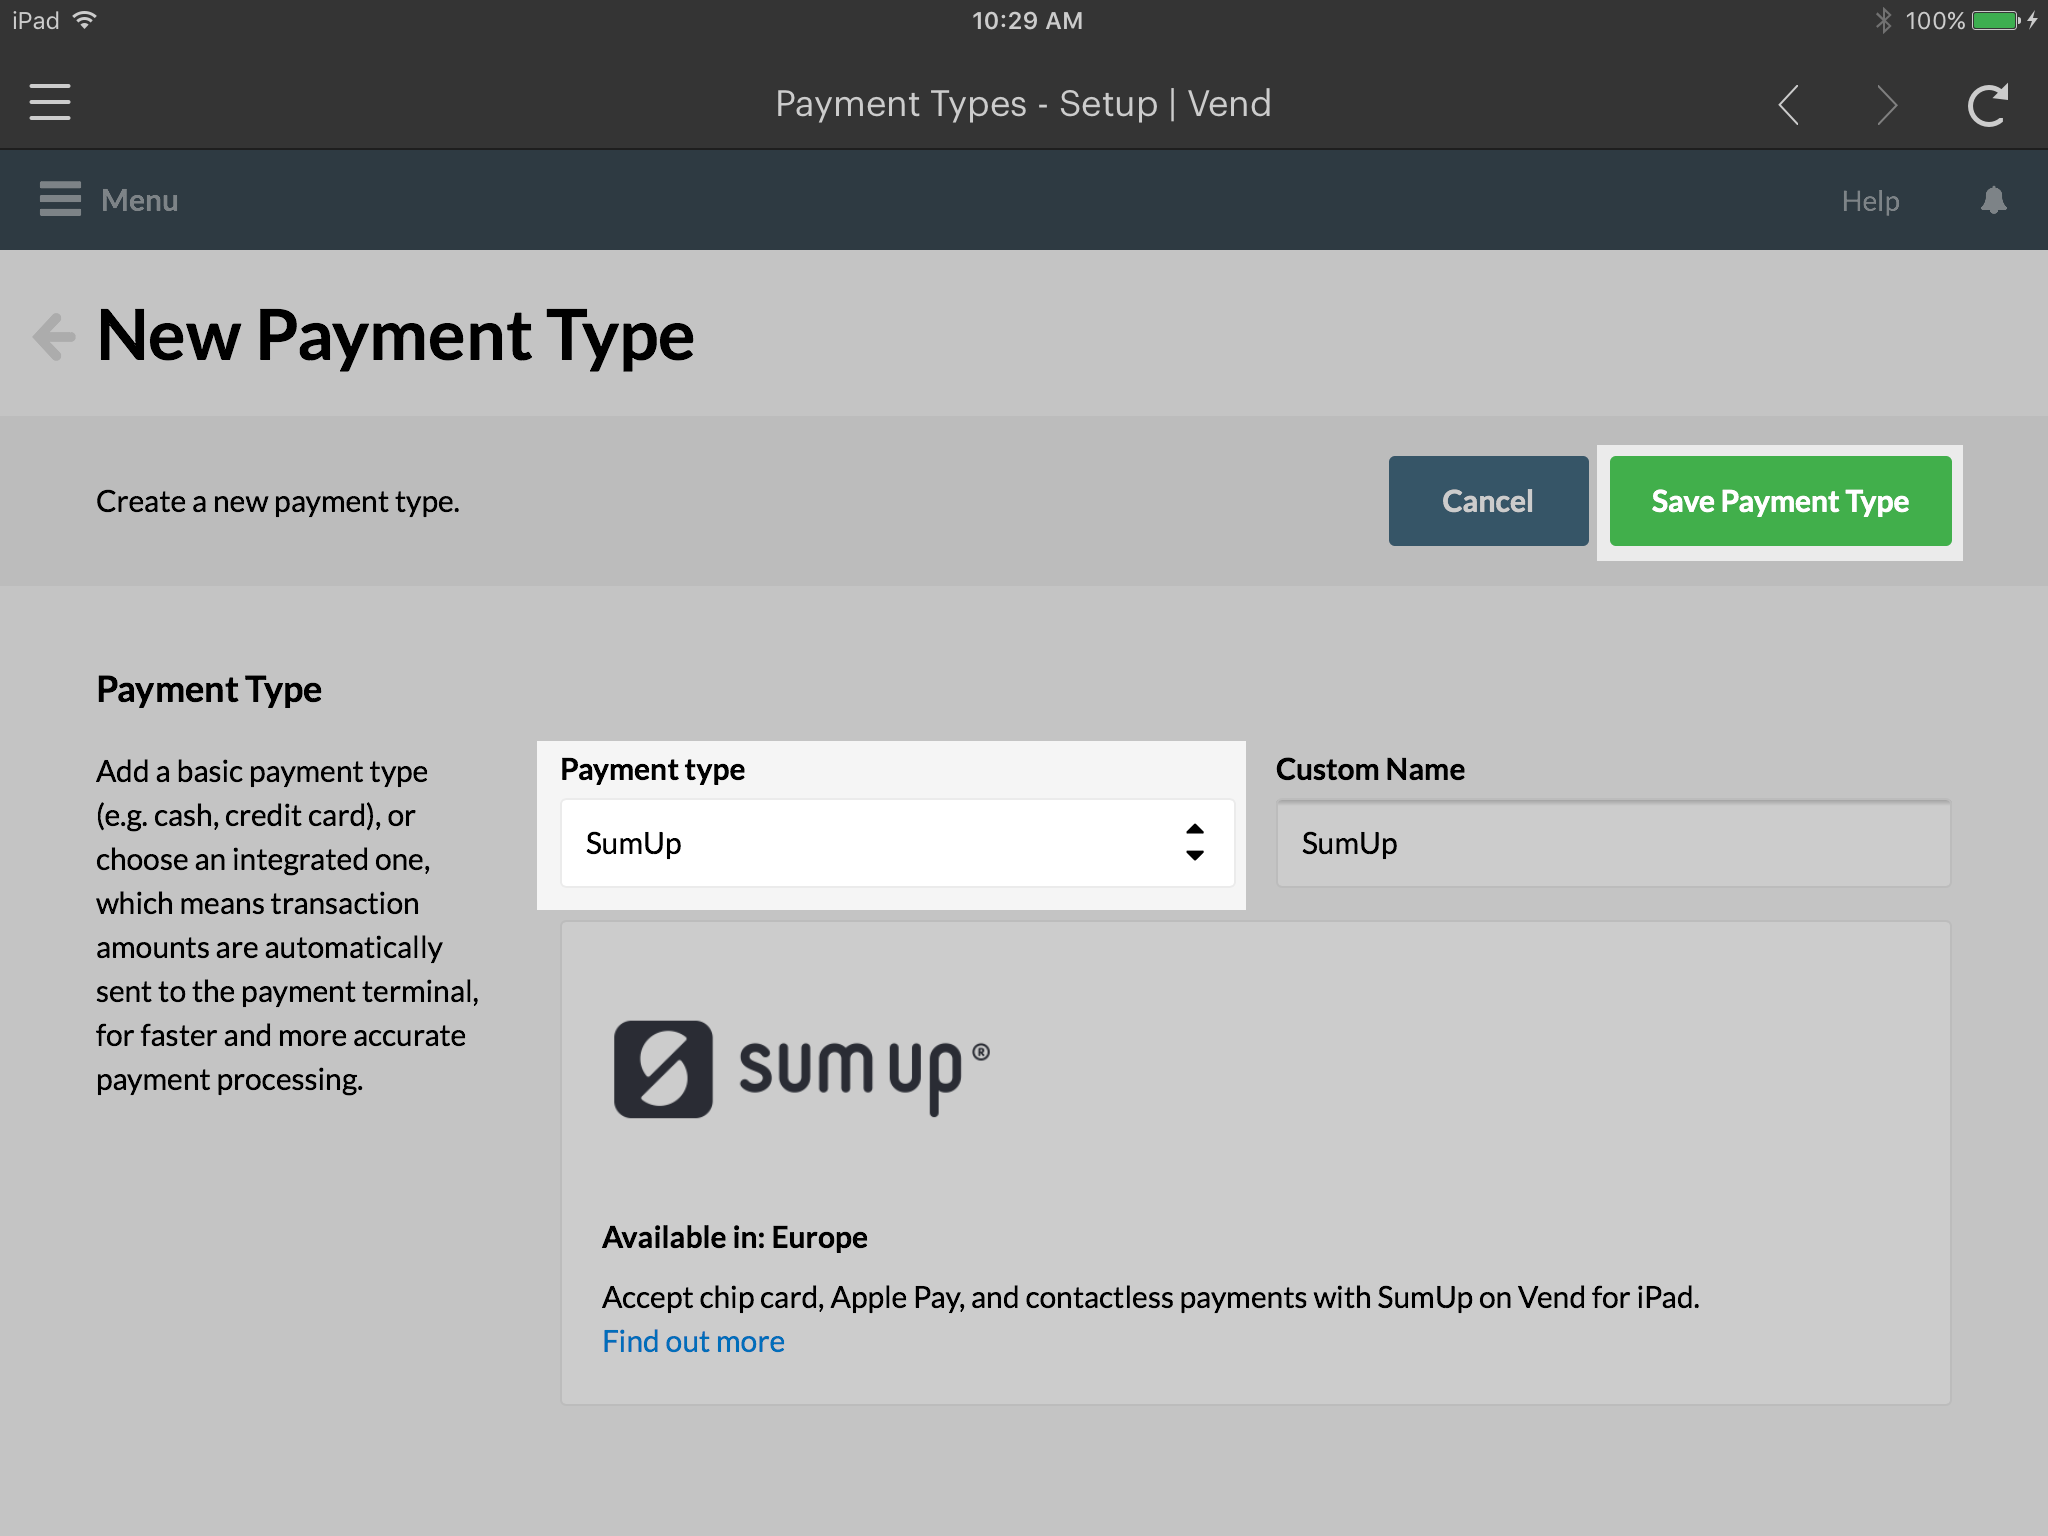 iPad 10:29 AM 100%
Payment Types - Setup | Vend
Menu Help
New Payment Type
Create a new payment type. Cancel Save Payment Type
Payment Type
Add a basic payment type
(e.g. cash, credit card), or
choose an integrated one,
which means transaction
amounts are automatically
sent to the payment terminal,
for faster and more accurate
payment processing.
Payment type
SumUp
Custom Name
SumUp
sumup®
Available in: Europe
Accept chip card, Apple Pay, and contactless payments with SumUp on Vend for iPad.
Find out more